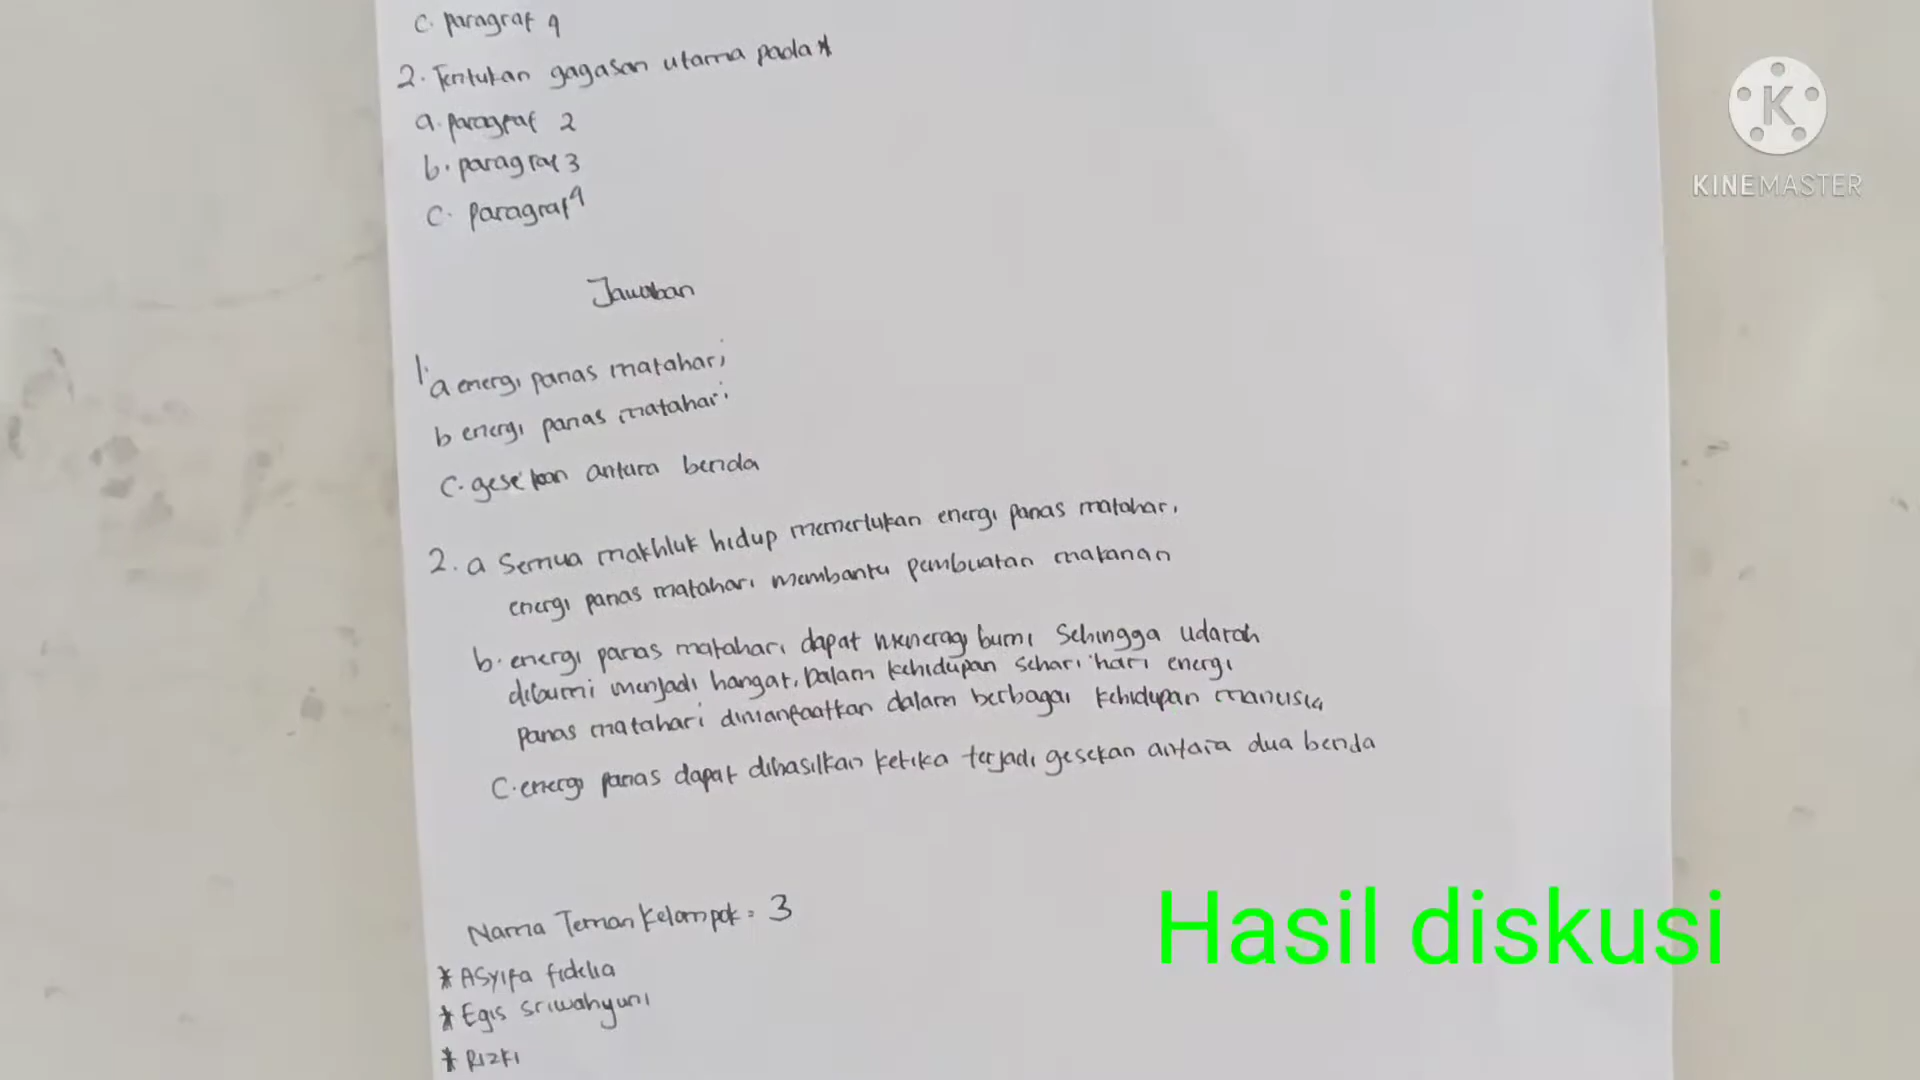 c. paragraf 4
2. Tentukan gagasan utama pada *
a. paragraf 2
b. paragraf 3
c. paragraf 4
Jawaban
1. a energi panas matahari
b energi panas matahari
c. gesekan antara benda
2. a Semua makhluk hidup memerlukan energi panas matahari
energi panas matahari membantu pembuatan makanan
b. energi panas matahari dapat bumi sehingga udarah
dibumi menjadi hangat. Dalam kehidupan sehari hari energi
panas matahari dimanfaatkan dalam berbagai kehidupan manusia
c. energi panas dapat dihasilkan ketika terjadi gesekan antara dua benda
Nama Teman Kelompok = 3
* Asyifa fidelia
* Egis sriwahyuni
* Rizki
Hasil diskusi
K
KINEMASTER